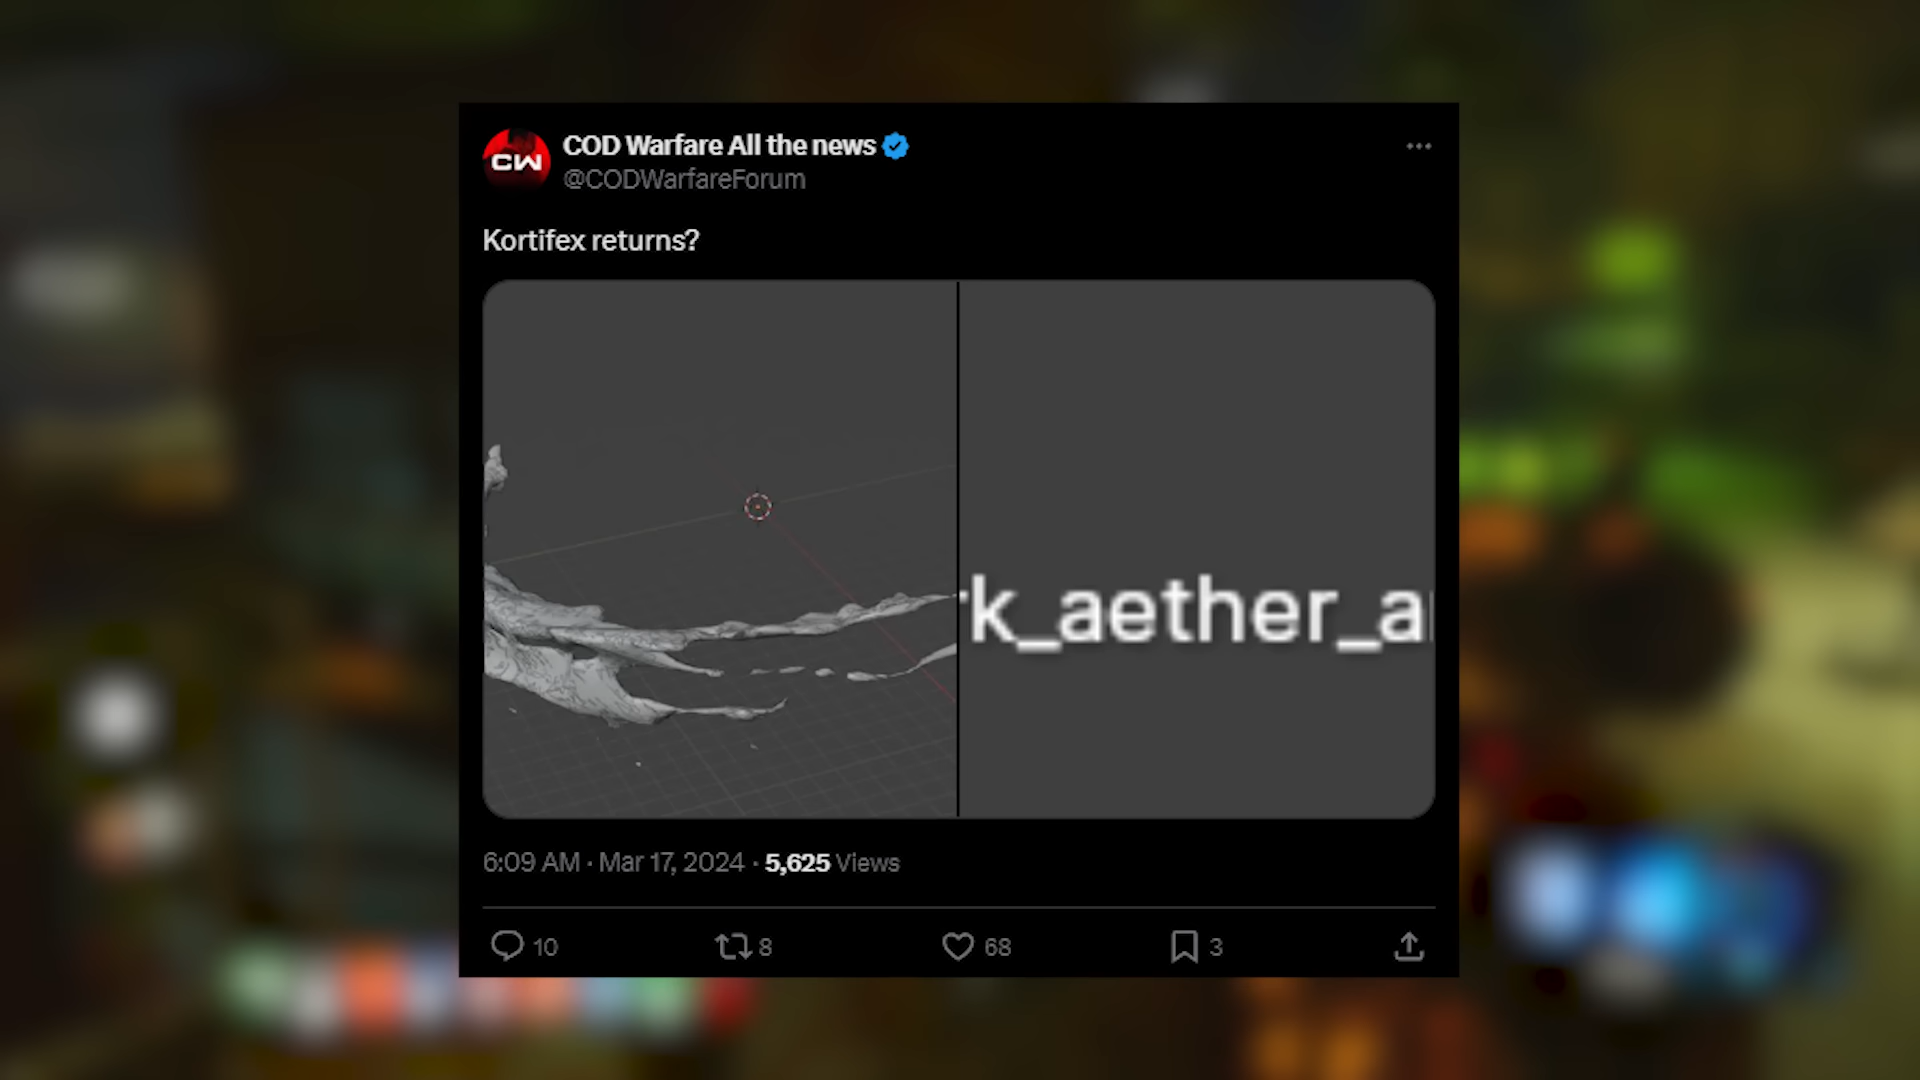 CW
COD Warfare All the news
@CODWarfareForum
Kortifex returns?
k_aether_a
6:09 AM · Mar 17, 2024 · 5,625 Views
10 8 68 3